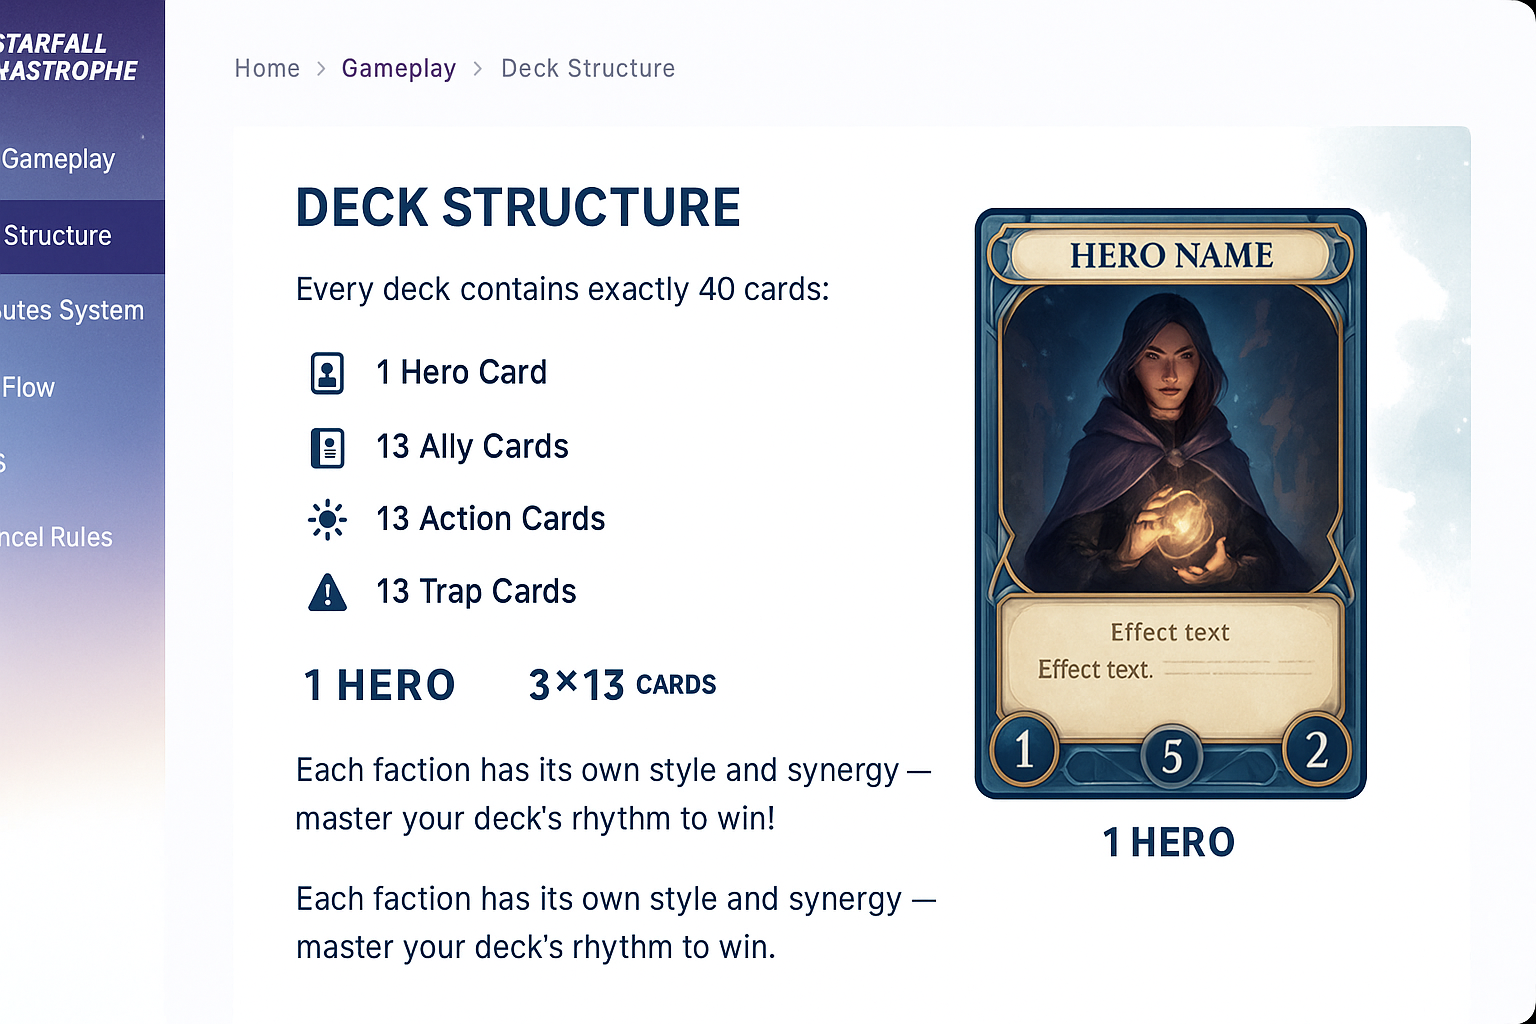 STARFALL
ASTROPHE
Gameplay
Structure
utes System
Flow
s
ncel Rules
Home > Gameplay > Deck Structure
DECK STRUCTURE
Every deck contains exactly 40 cards:
1 Hero Card
13 Ally Cards
13 Action Cards
13 Trap Cards
1 HERO 3×13 CARDS
Each faction has its own style and synergy —
master your deck's rhythm to win!
Each faction has its own style and synergy —
master your deck’s rhythm to win.
HERO NAME
Effect text
Effect text.
1 5 2
1 HERO